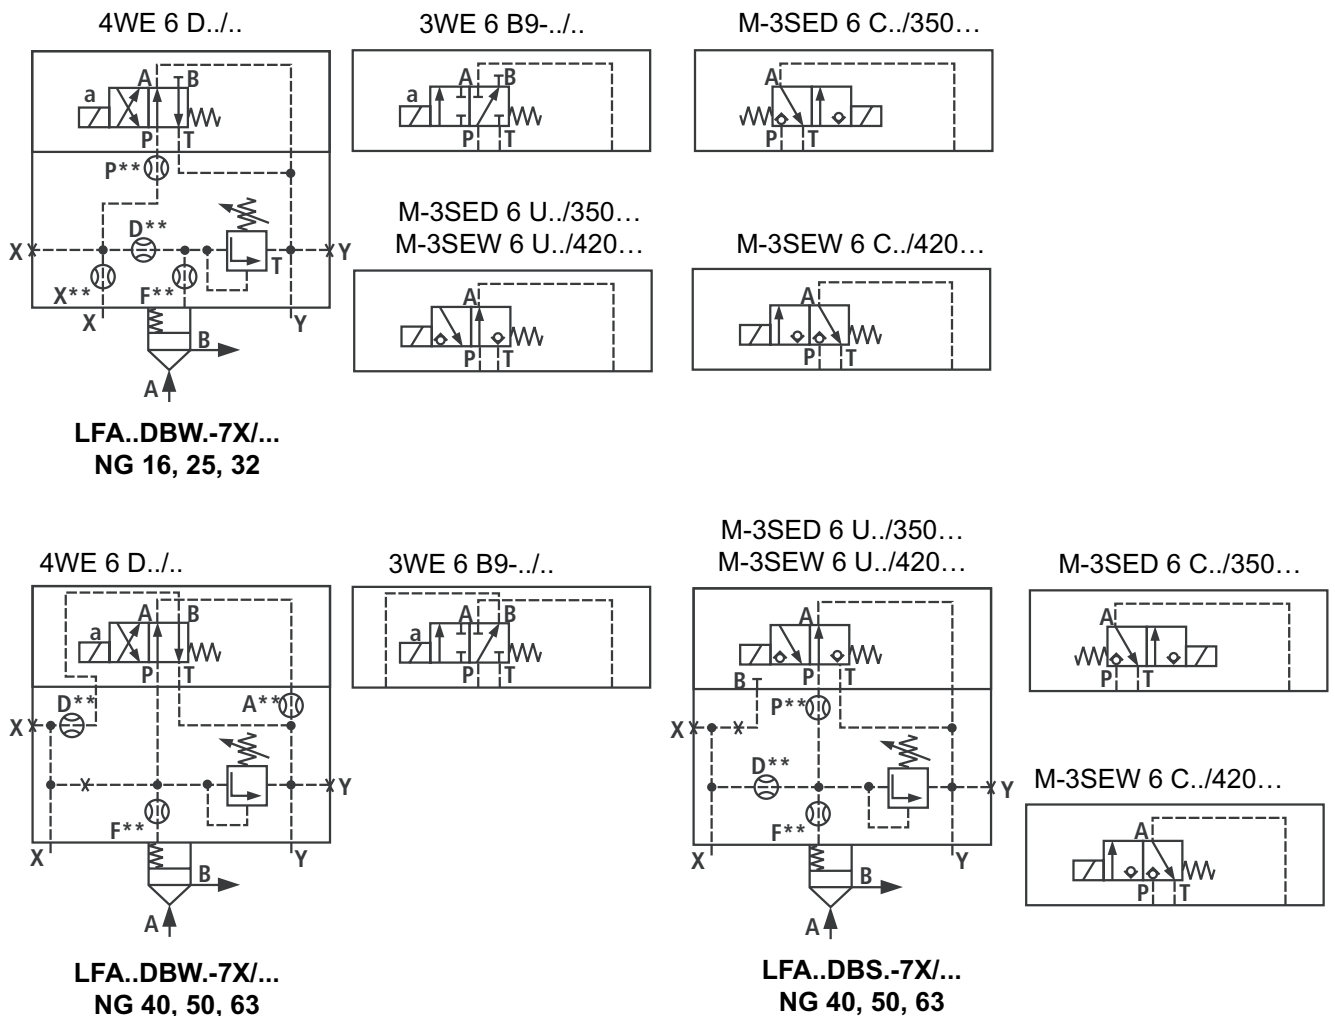 4WE 6 D../..
3WE 6 B9-../..
M-3SED 6 C../350…
A B
a
P T
P**
D**
X
Y
T
X**
F**
X
Y
B
A
A B
a
P T
A
P T
M-3SED 6 U../350…
M-3SEW 6 U../420…
M-3SEW 6 C../420…
A
P T
A
P T
LFA..DBW.-7X/...
NG 16, 25, 32
4WE 6 D../..
3WE 6 B9-../..
M-3SED 6 U../350…
M-3SEW 6 U../420…
M-3SED 6 C../350…
A B
a
P T
D**
A**
X
Y
F**
X
Y
B
A
A B
a
P T
A
P T
B
P**
X
D**
Y
F**
X
Y
B
A
A
P T
M-3SEW 6 C../420…
A
P T
LFA..DBW.-7X/...
NG 40, 50, 63
LFA..DBS.-7X/...
NG 40, 50, 63